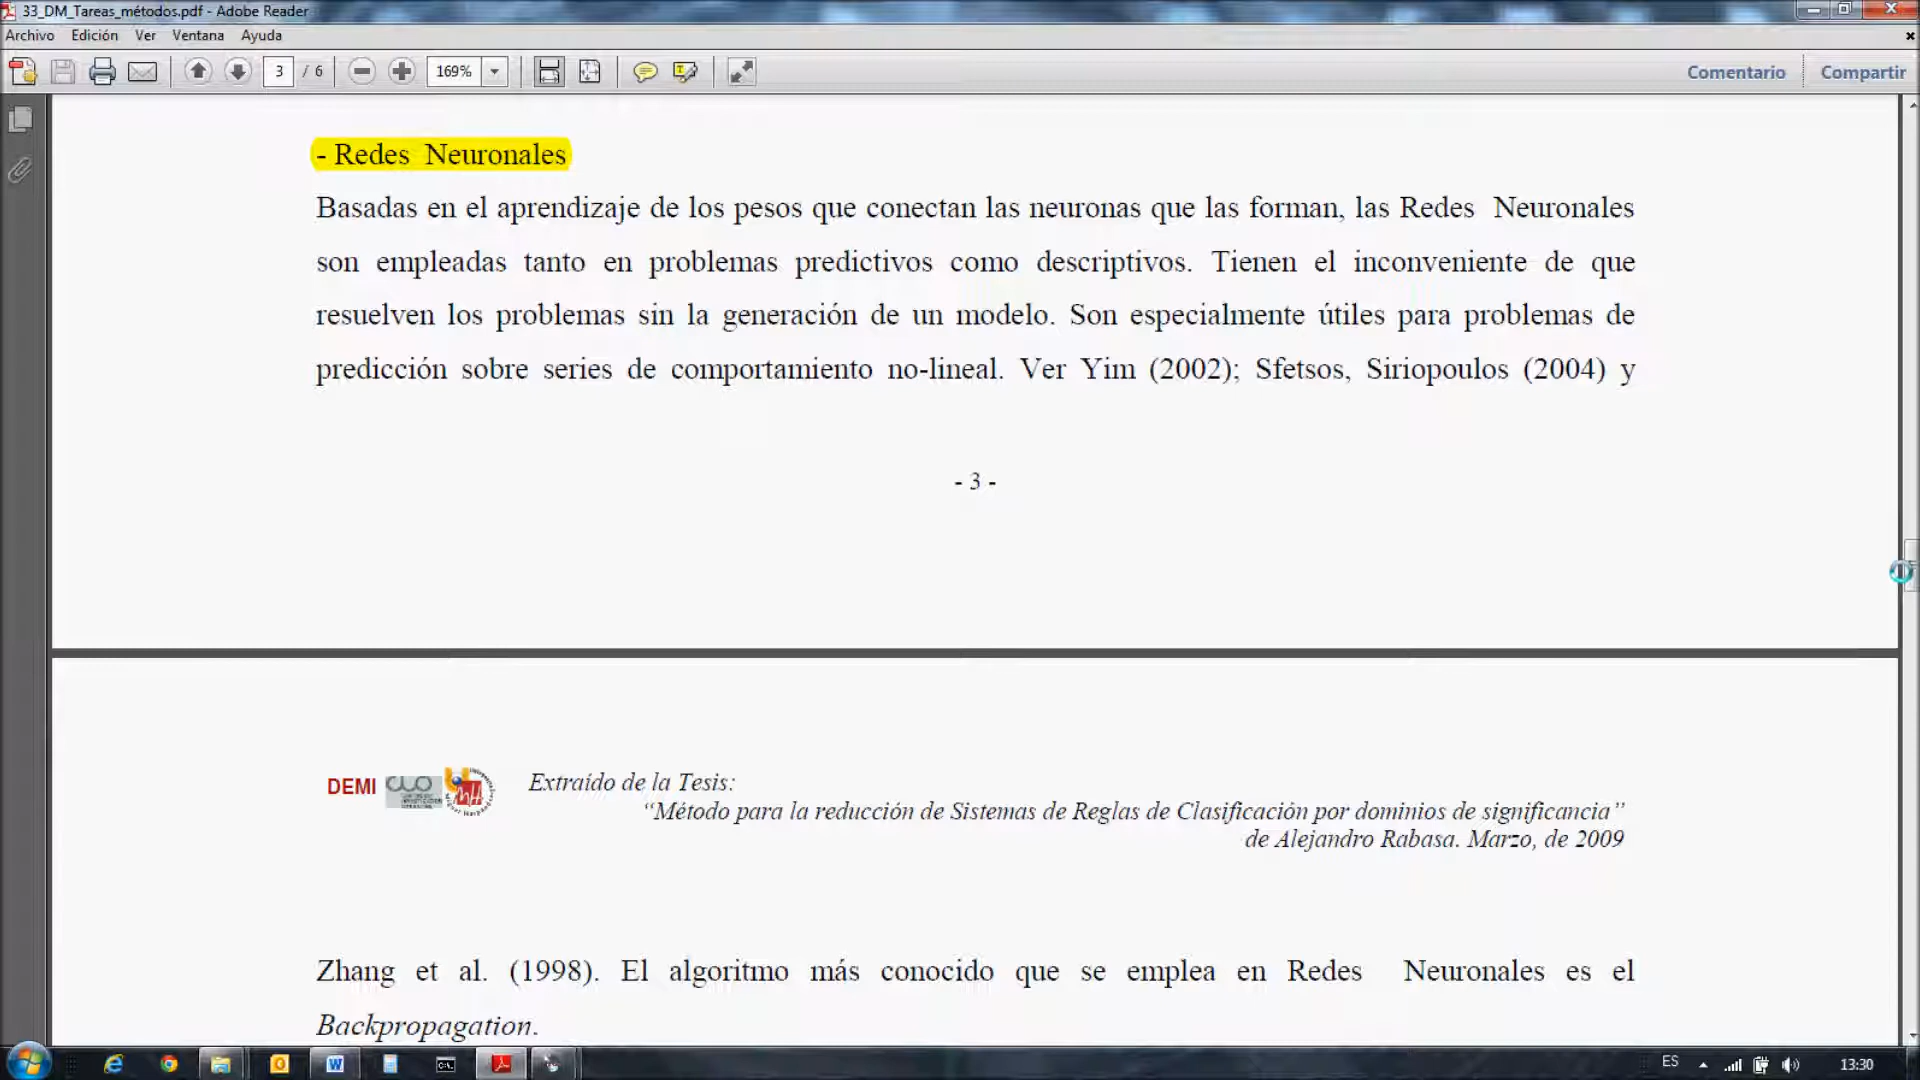 33_DM_Tareas_métodos.pdf - Adobe Reader
Archivo Edición Ver Ventana Ayuda
3 / 6 169% Comentario Compartir
- Redes Neuronales
Basadas en el aprendizaje de los pesos que conectan las neuronas que las forman, las Redes Neuronales
son empleadas tanto en problemas predictivos como descriptivos. Tienen el inconveniente de que
resuelven los problemas sin la generación de un modelo. Son especialmente útiles para problemas de
predicción sobre series de comportamiento no-lineal. Ver Yim (2002); Sfetsos, Siriopoulos (2004) y
- 3 -
DEMI CIO Extraído de la Tesis:
“Método para la reducción de Sistemas de Reglas de Clasificación por dominios de significancia”
de Alejandro Rabasa. Marzo, de 2009
Zhang et al. (1998). El algoritmo más conocido que se emplea en Redes Neuronales es el
Backpropagation.
ES 13:30